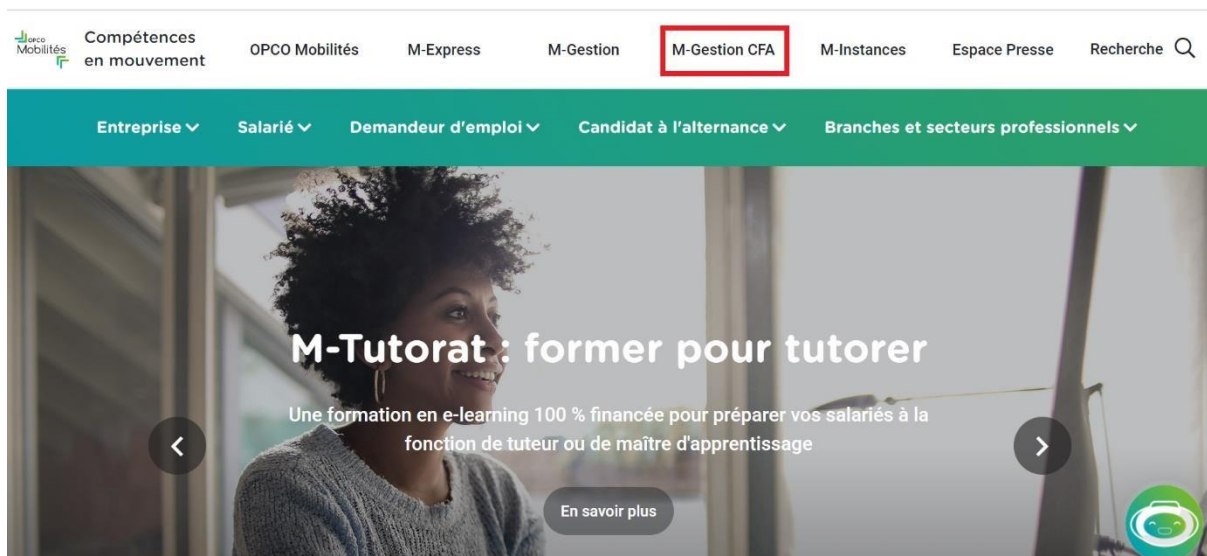 OPCO
Mobilités
Compétences
en mouvement
OPCO Mobilités
M-Express
M-Gestion
M-Gestion CFA
M-Instances
Espace Presse
Recherche
Entreprise
Salarié
Demandeur d'emploi
Candidat à l'alternance
Branches et secteurs professionnels
M-Tutorat : former pour tutorer
Une formation en e-learning 100 % financée pour préparer vos salariés à la
fonction de tuteur ou de maître d'apprentissage
En savoir plus